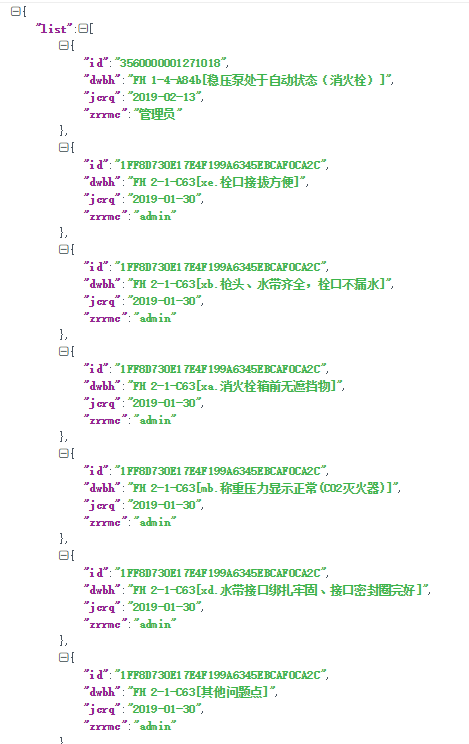 {
"list":[
{
"id":"3560000001271018",
"dwbh":"FH 1-4-A84b[稳压泵处于自动状态（消火栓）]",
"jcrq":"2019-02-13",
"zrrmc":"管理员"
},
{
"id":"1FF8D730E17E4F199A6345EBCAF0CA2C",
"dwbh":"FH 2-1-C63[xe.栓口接拔方便]",
"jcrq":"2019-01-30",
"zrrmc":"admin"
},
{
"id":"1FF8D730E17E4F199A6345EBCAF0CA2C",
"dwbh":"FH 2-1-C63[xb.枪头、水带齐全，栓口不漏水]",
"jcrq":"2019-01-30",
"zrrmc":"admin"
},
{
"id":"1FF8D730E17E4F199A6345EBCAF0CA2C",
"dwbh":"FH 2-1-C63[xa.消火栓箱前无遮挡物]",
"jcrq":"2019-01-30",
"zrrmc":"admin"
},
{
"id":"1FF8D730E17E4F199A6345EBCAF0CA2C",
"dwbh":"FH 2-1-C63[mb.称重压力显示正常(CO2灭火器)]",
"jcrq":"2019-01-30",
"zrrmc":"admin"
},
{
"id":"1FF8D730E17E4F199A6345EBCAF0CA2C",
"dwbh":"FH 2-1-C63[xd.水带接口绑扎牢固、接口密封圈完好]",
"jcrq":"2019-01-30",
"zrrmc":"admin"
},
{
"id":"1FF8D730E17E4F199A6345EBCAF0CA2C",
"dwbh":"FH 2-1-C63[其他问题点]",
"jcrq":"2019-01-30",
"zrrmc":"admin"
},